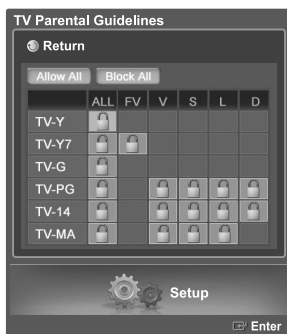 TV Parental Guidelines
Return
Allow All Block All
ALL FV V S L D
TV-Y
TV-Y7
TV-G
TV-PG
TV-14
TV-MA
Setup
Enter